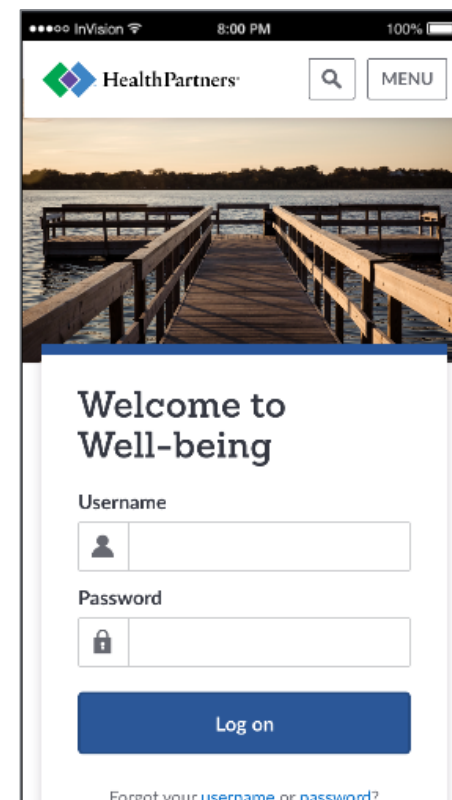 InVision
8:00 PM
100%
HealthPartners
MENU
Welcome to
Well-being
Username
Password
Log on
Forgot your username or password?